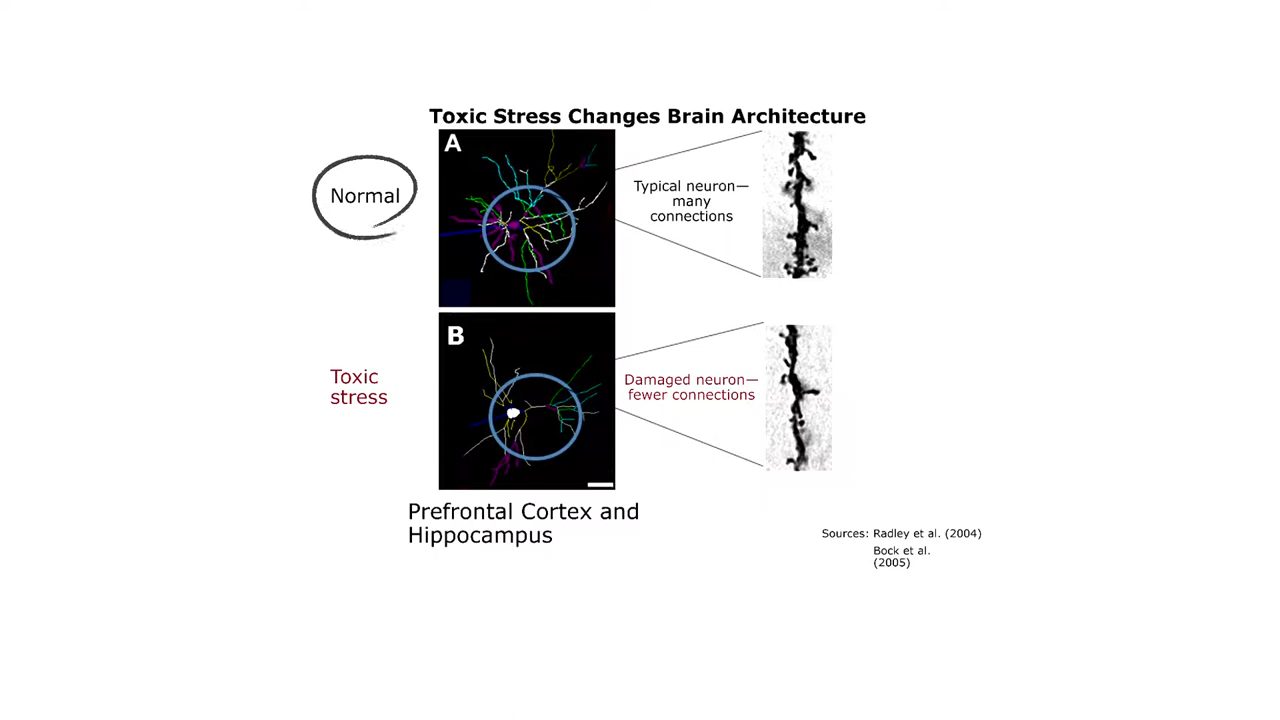 Toxic Stress Changes Brain Architecture
A
Normal
Typical neuron—
many
connections
B
Toxic
stress
Damaged neuron—
fewer connections
Prefrontal Cortex and
Hippocampus
Sources: Radley et al. (2004)
Bock et al.
(2005)